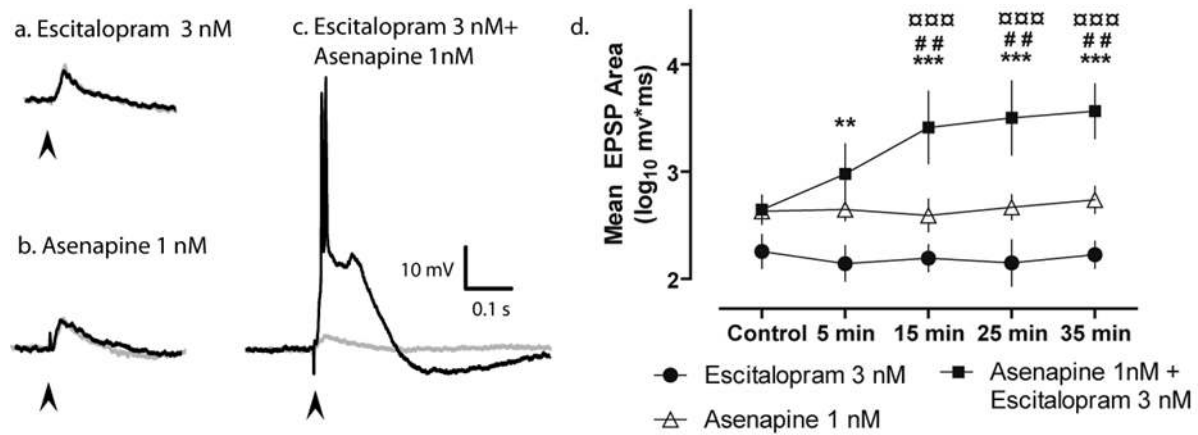 a. Escitalopram 3 nM
b. Asenapine 1 nM
c. Escitalopram 3 nM+
Asenapine 1nM
10 mV
0.1 s
d.
Mean EPSP Area
(log10 mv*ms)
4
3
2
**
¤¤¤
##
***
¤¤¤
##
***
¤¤¤
##
***
Control 5 min 15 min 25 min 35 min
Escitalopram 3 nM
Asenapine 1 nM
Asenapine 1nM +
Escitalopram 3 nM